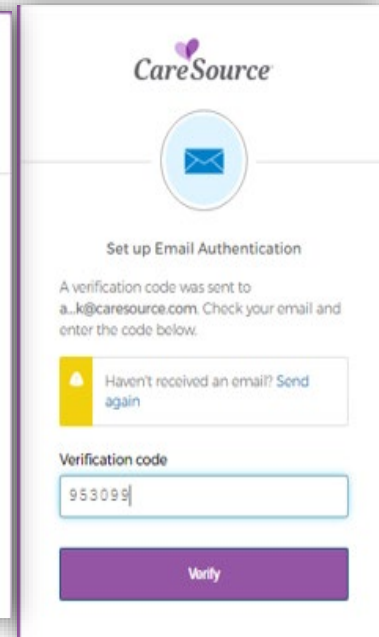 CareSource
Set up Email Authentication
A verification code was sent to
a...k@caresource.com. Check your email and
enter the code below.
Haven't received an email? Send
again
Verification code
953099
Verify